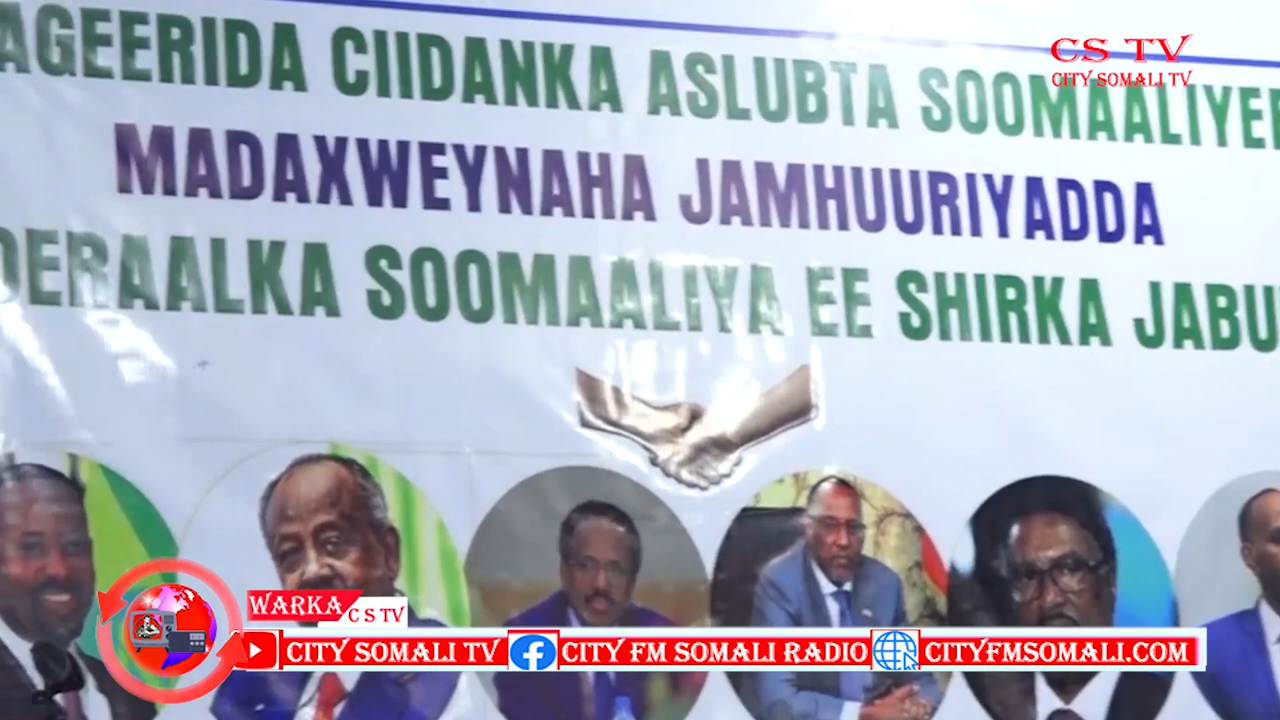 AGEERIDA CIIDANKA ASLUBTA SOOMAALIYEE
MADAXWEYNAHA JAMHUURIYADDA
DERAALKA SOOMAALIYA EE SHIRKA JABU
CS TV
CITY SOMALI TV
WARKA
CS TV
CITY SOMALI TV
CITY FM SOMALI RADIO
CITYFMSOMALI.COM